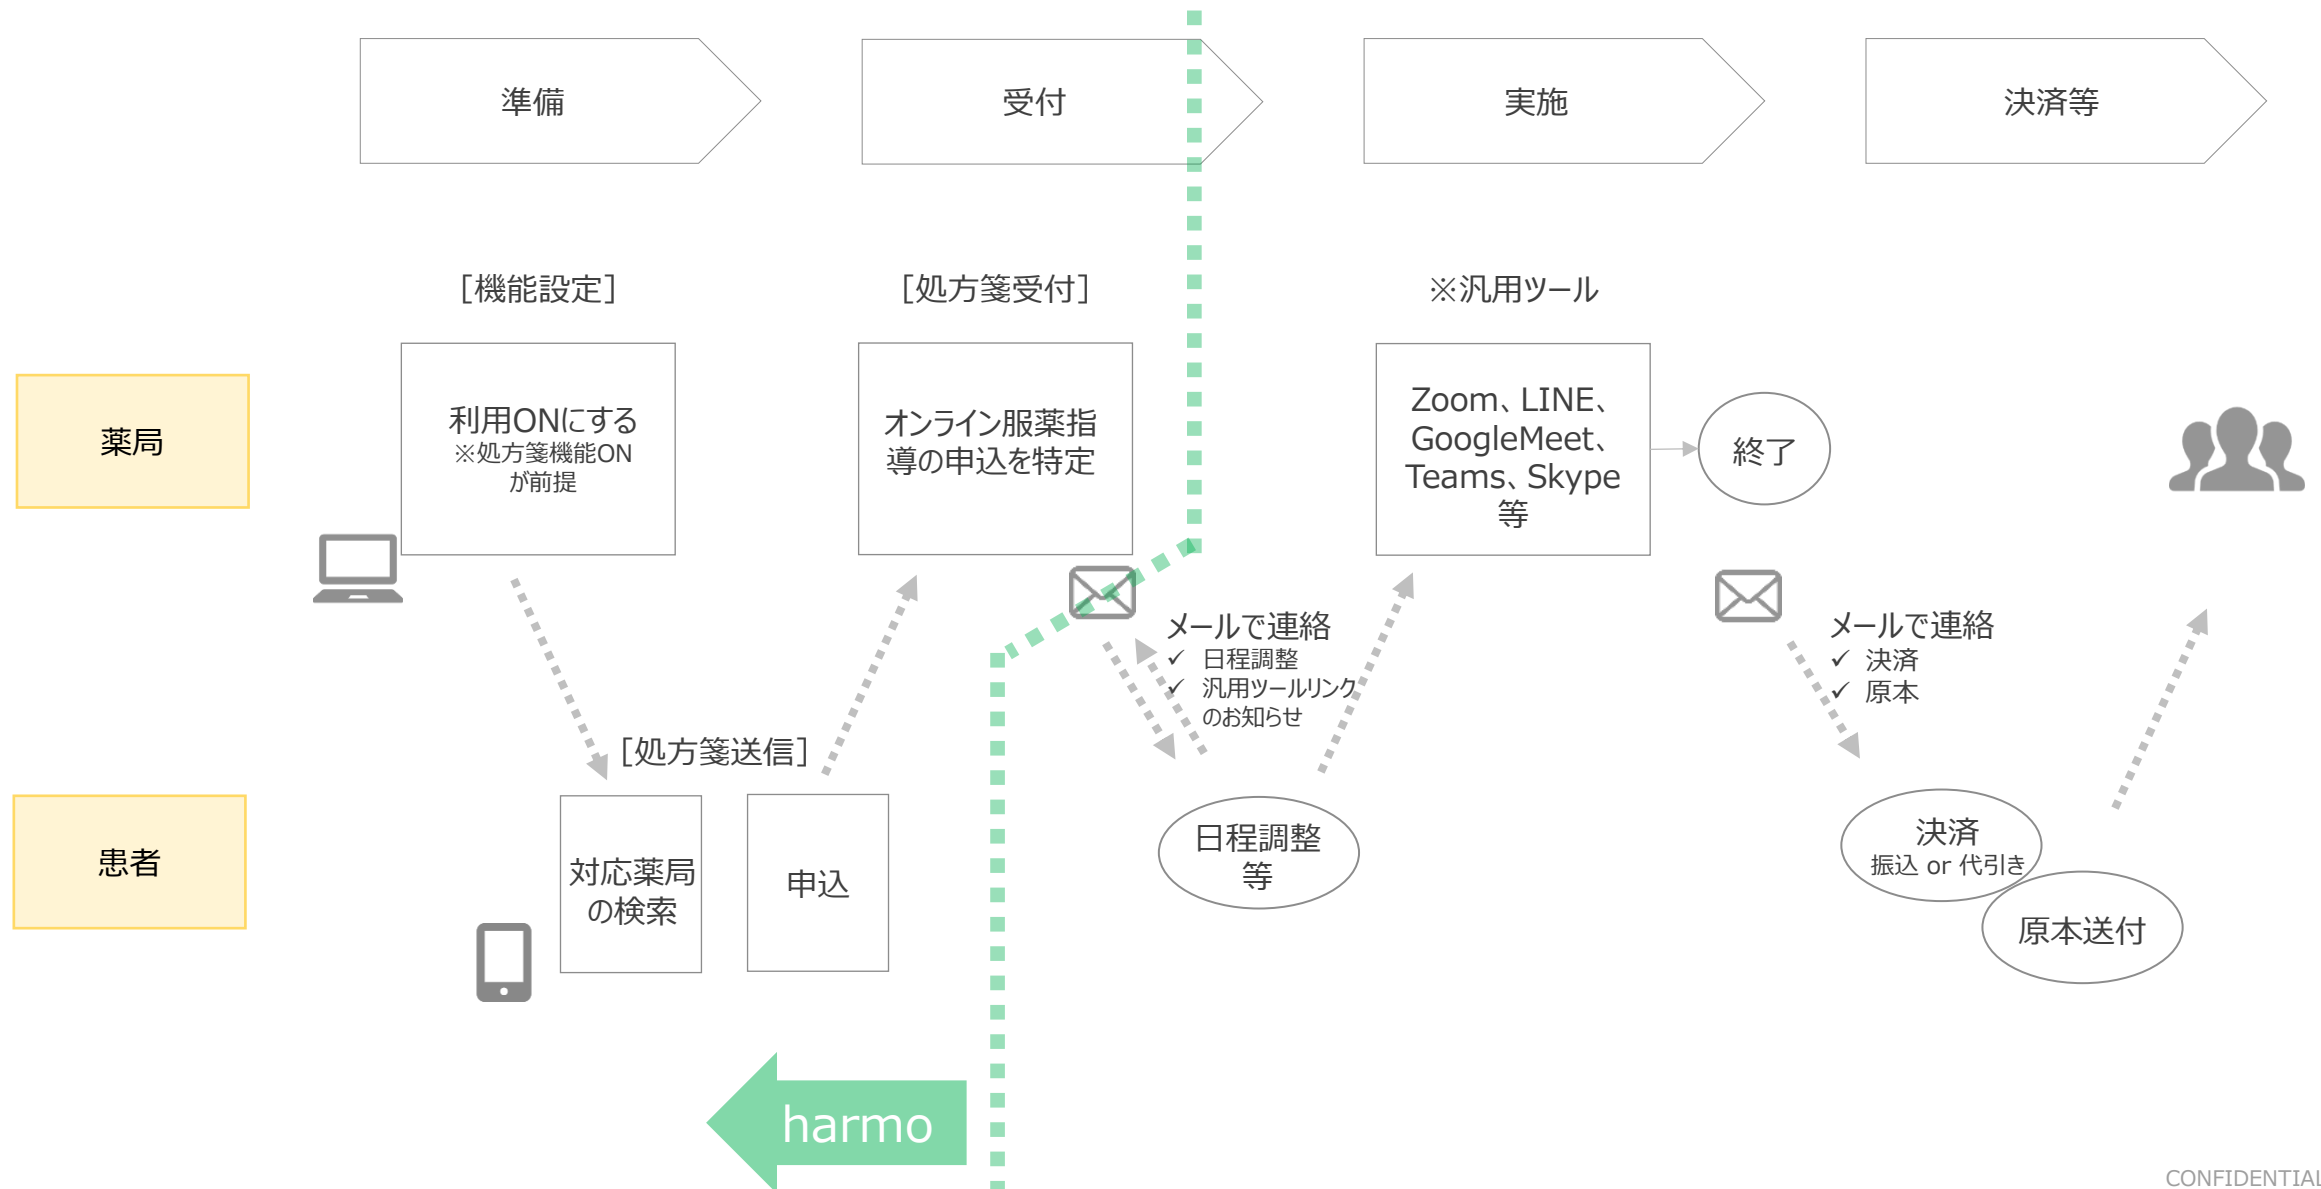 準備
受付
実施
決済等
［機能設定］
［処方箋受付］
※汎用ツール
薬局
利用ONにする
※処方箋機能ON
が前提
オンライン服薬指
導の申込を特定
Zoom、LINE、
GoogleMeet、
Teams、Skype
等
終了
メールで連絡
✓ 日程調整
✓ 汎用ツールリンク
のお知らせ
メールで連絡
✓ 決済
✓ 原本
［処方箋送信］
患者
対応薬局
の検索
申込
日程調整
等
決済
振込 or 代引き
原本送付
harmo
CONFIDENTIAL